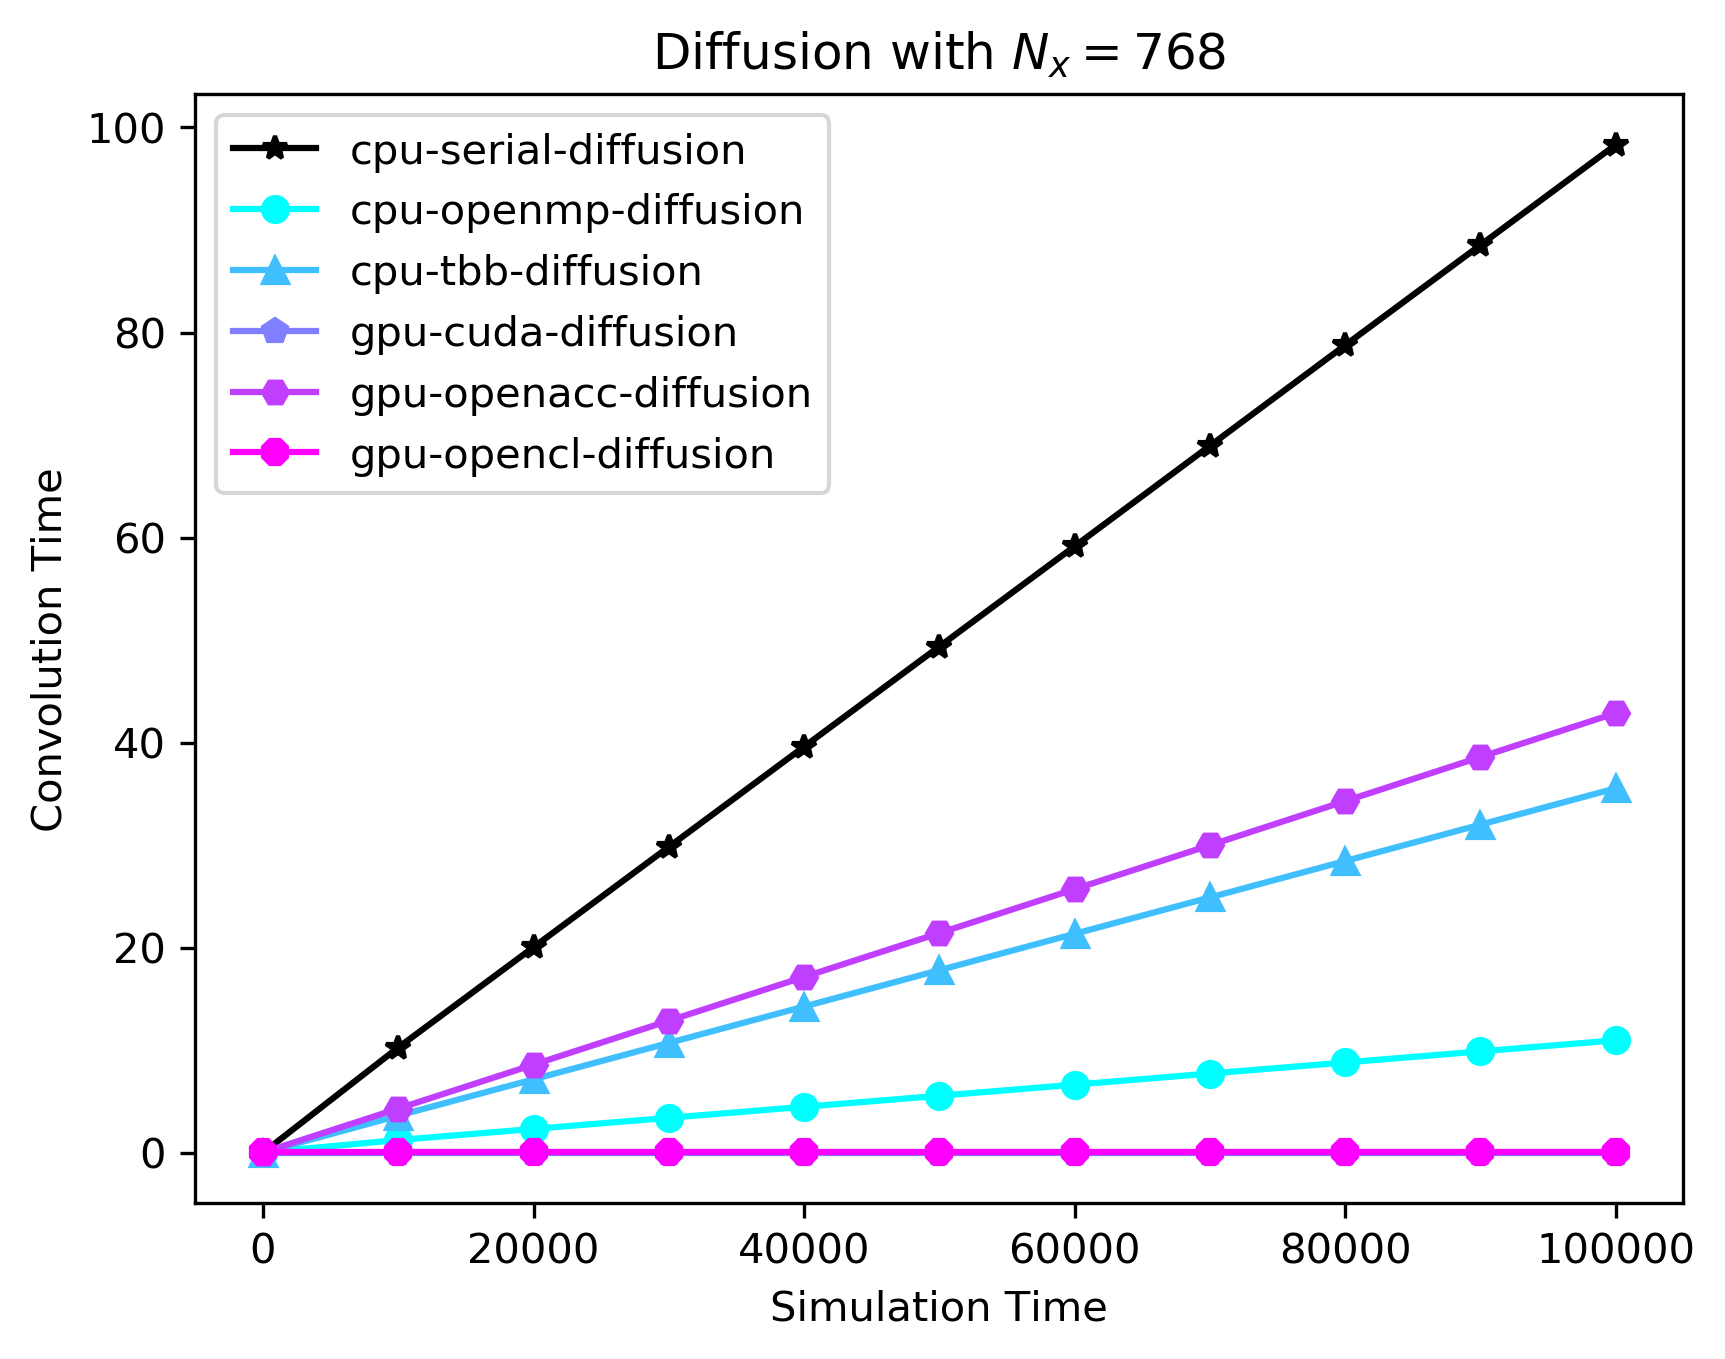 Diffusion with Nₓ = 768
100
80
60
40
20
0
Convolution Time
cpu-serial-diffusion
cpu-openmp-diffusion
cpu-tbb-diffusion
gpu-cuda-diffusion
gpu-openacc-diffusion
gpu-opencl-diffusion
0 20000 40000 60000 80000 100000
Simulation Time